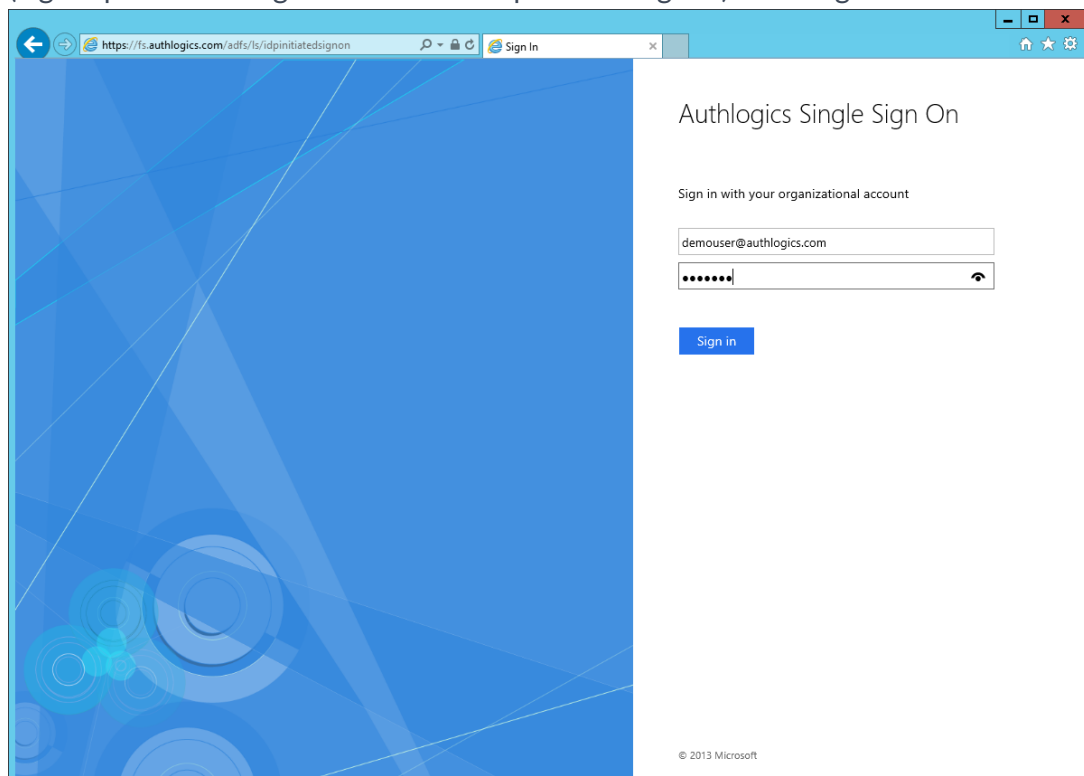 https://fs.authlogics.com/adfs/ls/idpinitiatedsignon
Sign In
Authlogics Single Sign On
Sign in with your organizational account
demouser@authlogics.com
•••••••
Sign in
© 2013 Microsoft